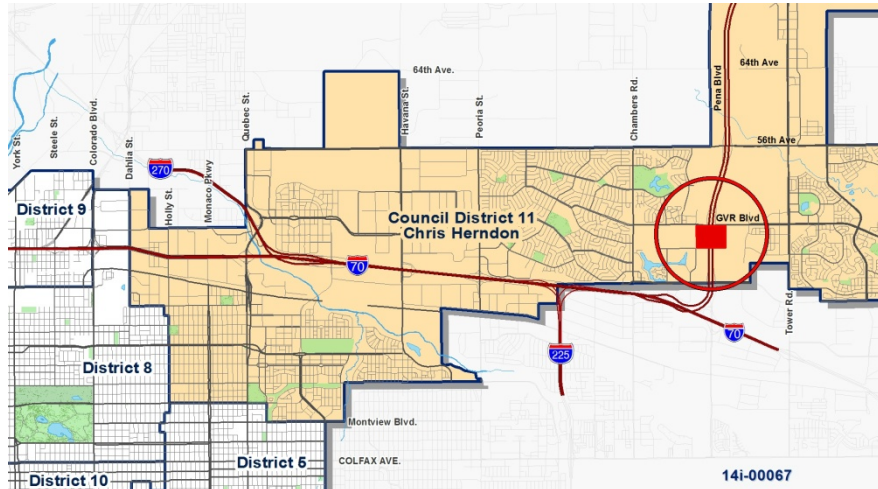 64th Ave.
64th Ave
Pena Blvd
Chambers Rd.
Havana St.
Peoria St.
Quebec St.
56th Ave
York St.
Steele St.
Colorado Blvd.
Dahlia St.
270
Holly St.
Monaco Pkwy
District 9
Council District 11
Chris Herndon
GVR Blvd
70
Tower Rd.
70
225
District 8
Montview Blvd.
District 5
COLFAX AVE.
District 10
14i-00067